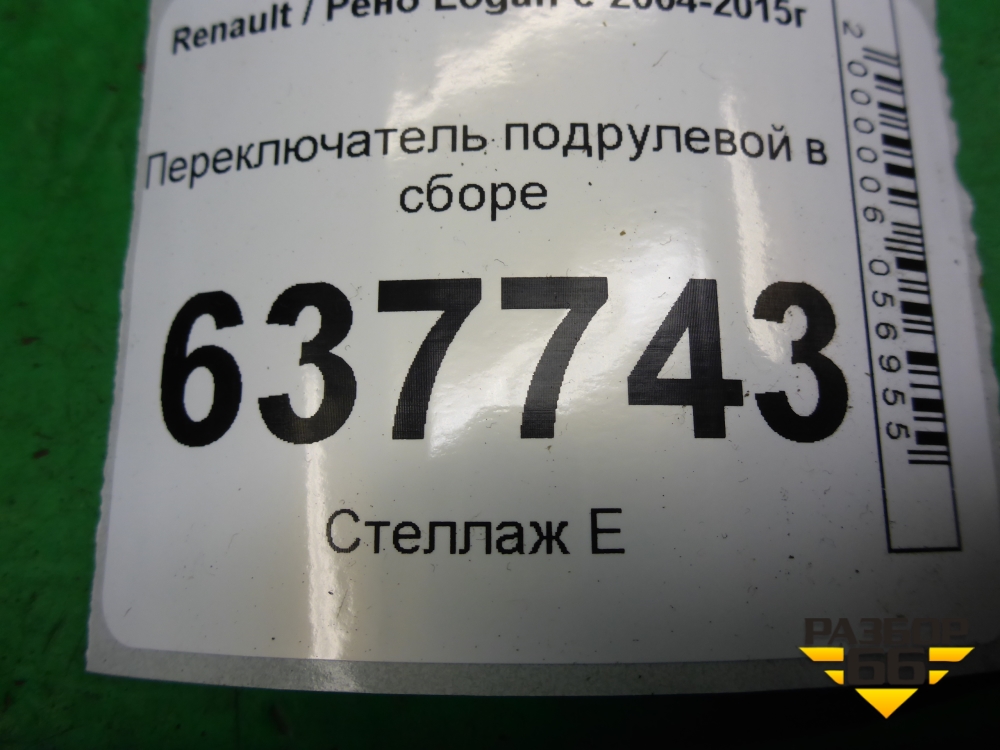 Renault / Рено Logan с 2004-2015г
Переключатель подрулевой в
сборе
637743
Стеллаж Е
2000006056955
РАЗБОР
66